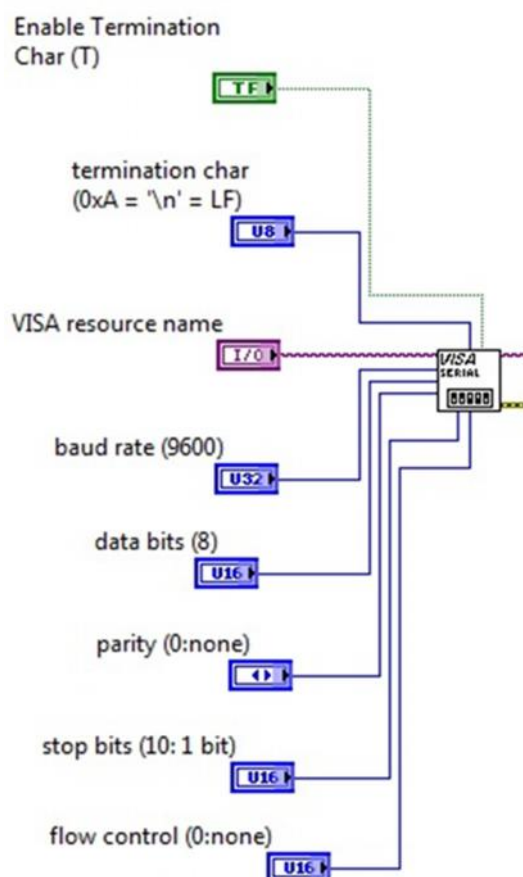 Enable Termination
Char (T)
TF
termination char
(0xA = '\n' = LF)
U8
VISA resource name
I/O
VISA
SERIAL
baud rate (9600)
U32
data bits (8)
U16
parity (0:none)
stop bits (10: 1 bit)
U16
flow control (0:none)
U16